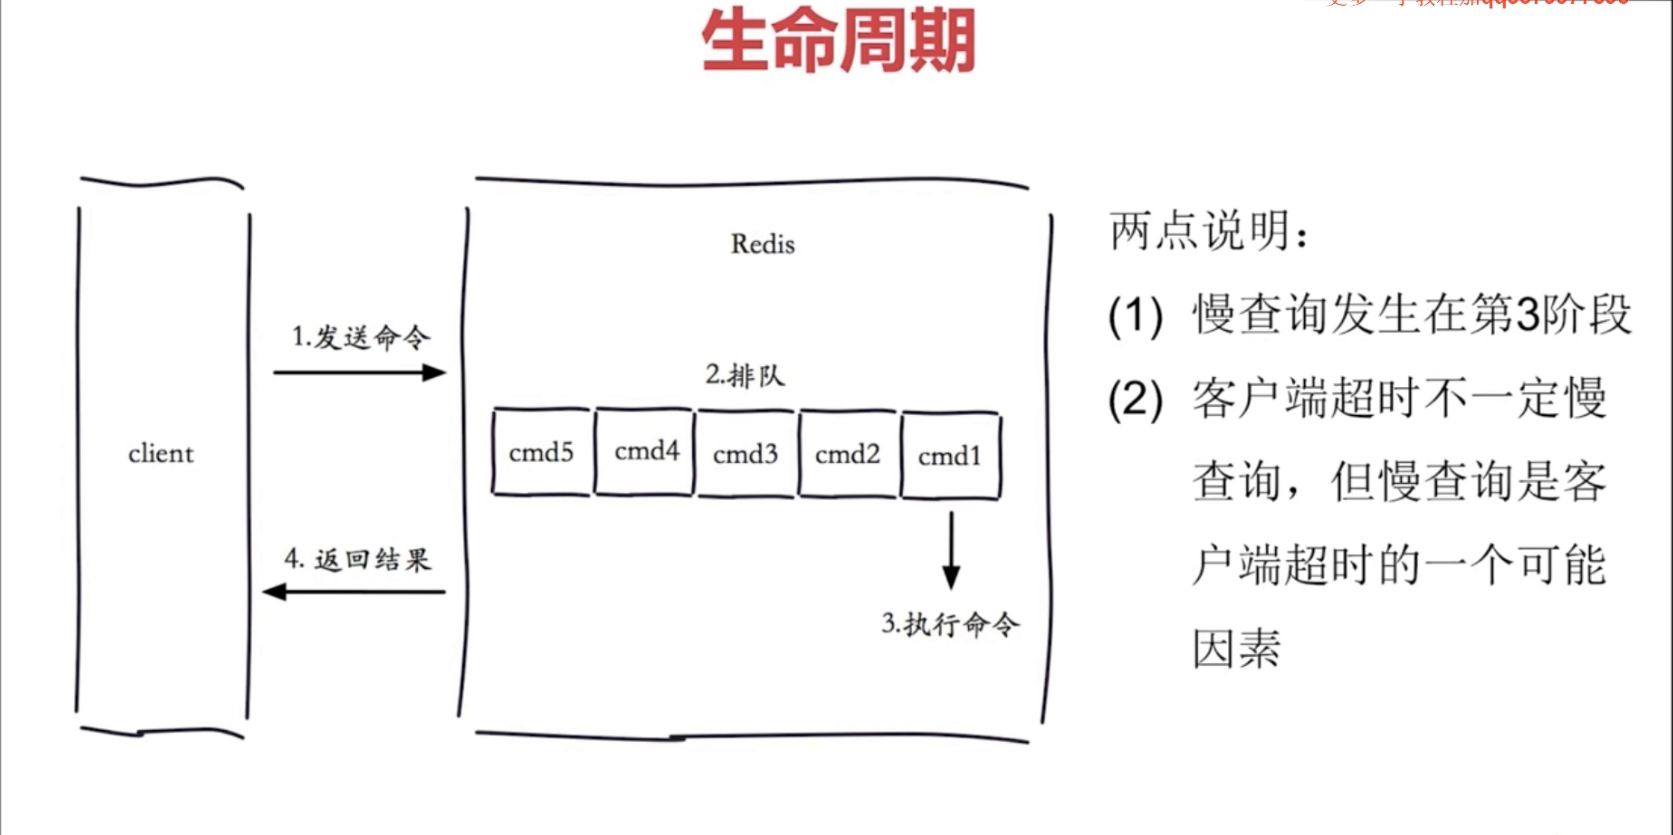 生命周期
Redis
1.发送命令
2.排队
client
cmd5 cmd4 cmd3 cmd2 cmd1
4. 返回结果
3.执行命令
两点说明：
(1) 慢查询发生在第3阶段
(2) 客户端超时不一定慢
查询，但慢查询是客
户端超时的一个可能
因素